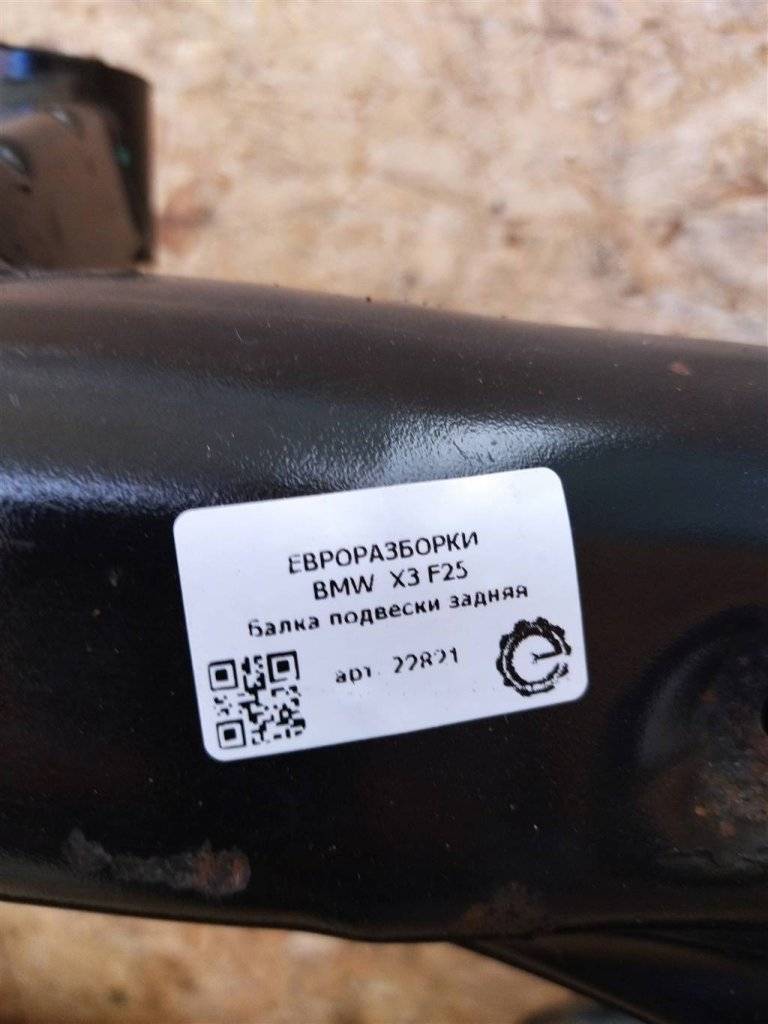 ЕВРОРАЗБОРКИ
BMW X3 F25
Балка подвески задняя
арт. 22821